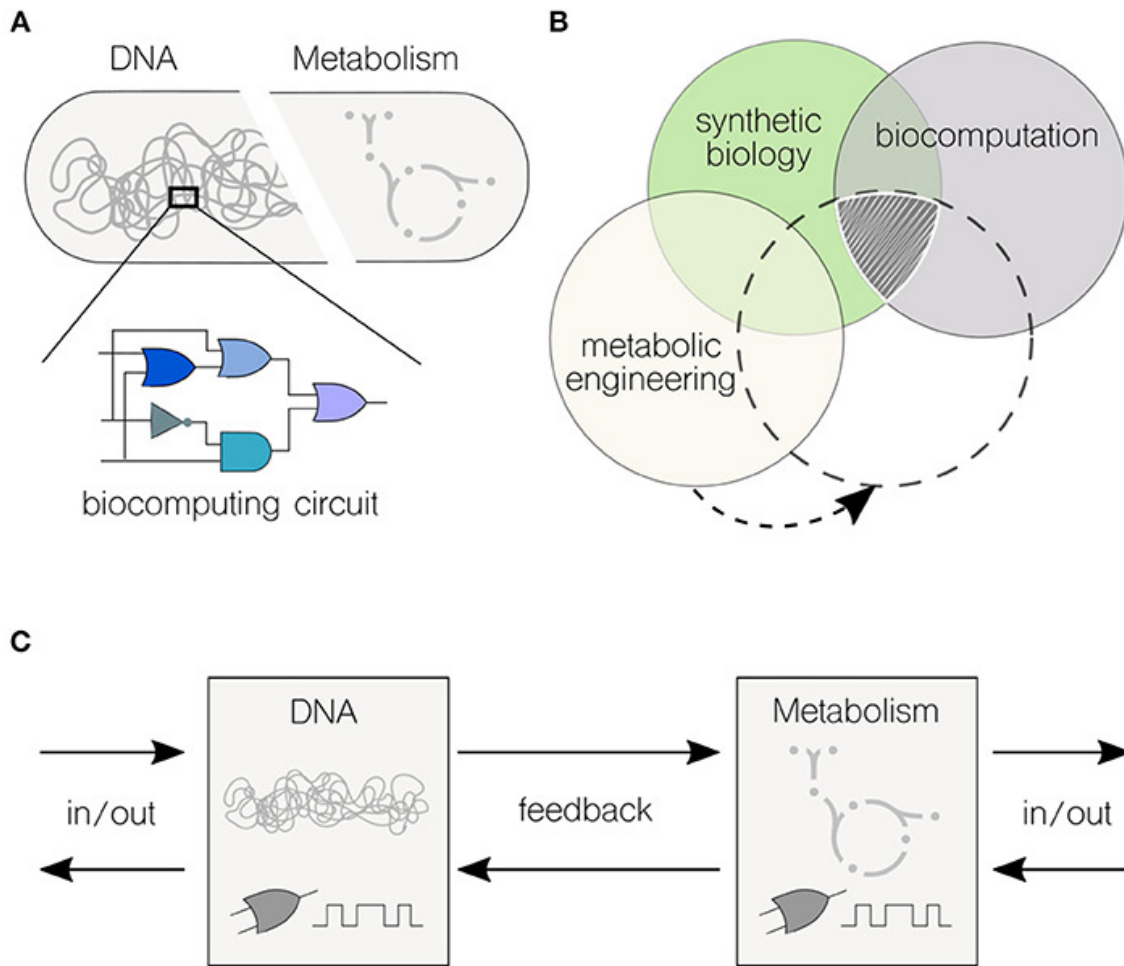 A
DNA
Metabolism
biocomputing circuit
B
synthetic
biology
biocomputation
metabolic
engineering
C
DNA
Metabolism
in/out
feedback
in/out